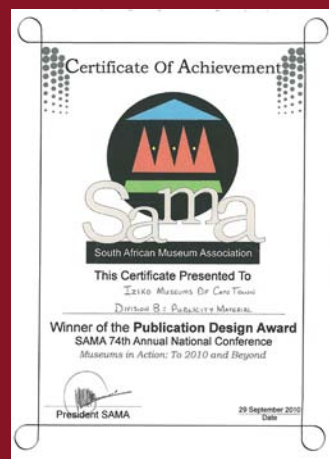 Certificate Of Achievement
Sama
South African Museum Association
This Certificate Presented To
Iziko Museums Of Cape Town
Division B: Publicity Material
Winner of the Publication Design Award
SAMA 74th Annual National Conference
Museums in Action: To 2010 and Beyond
President SAMA
29 September 2010
Date